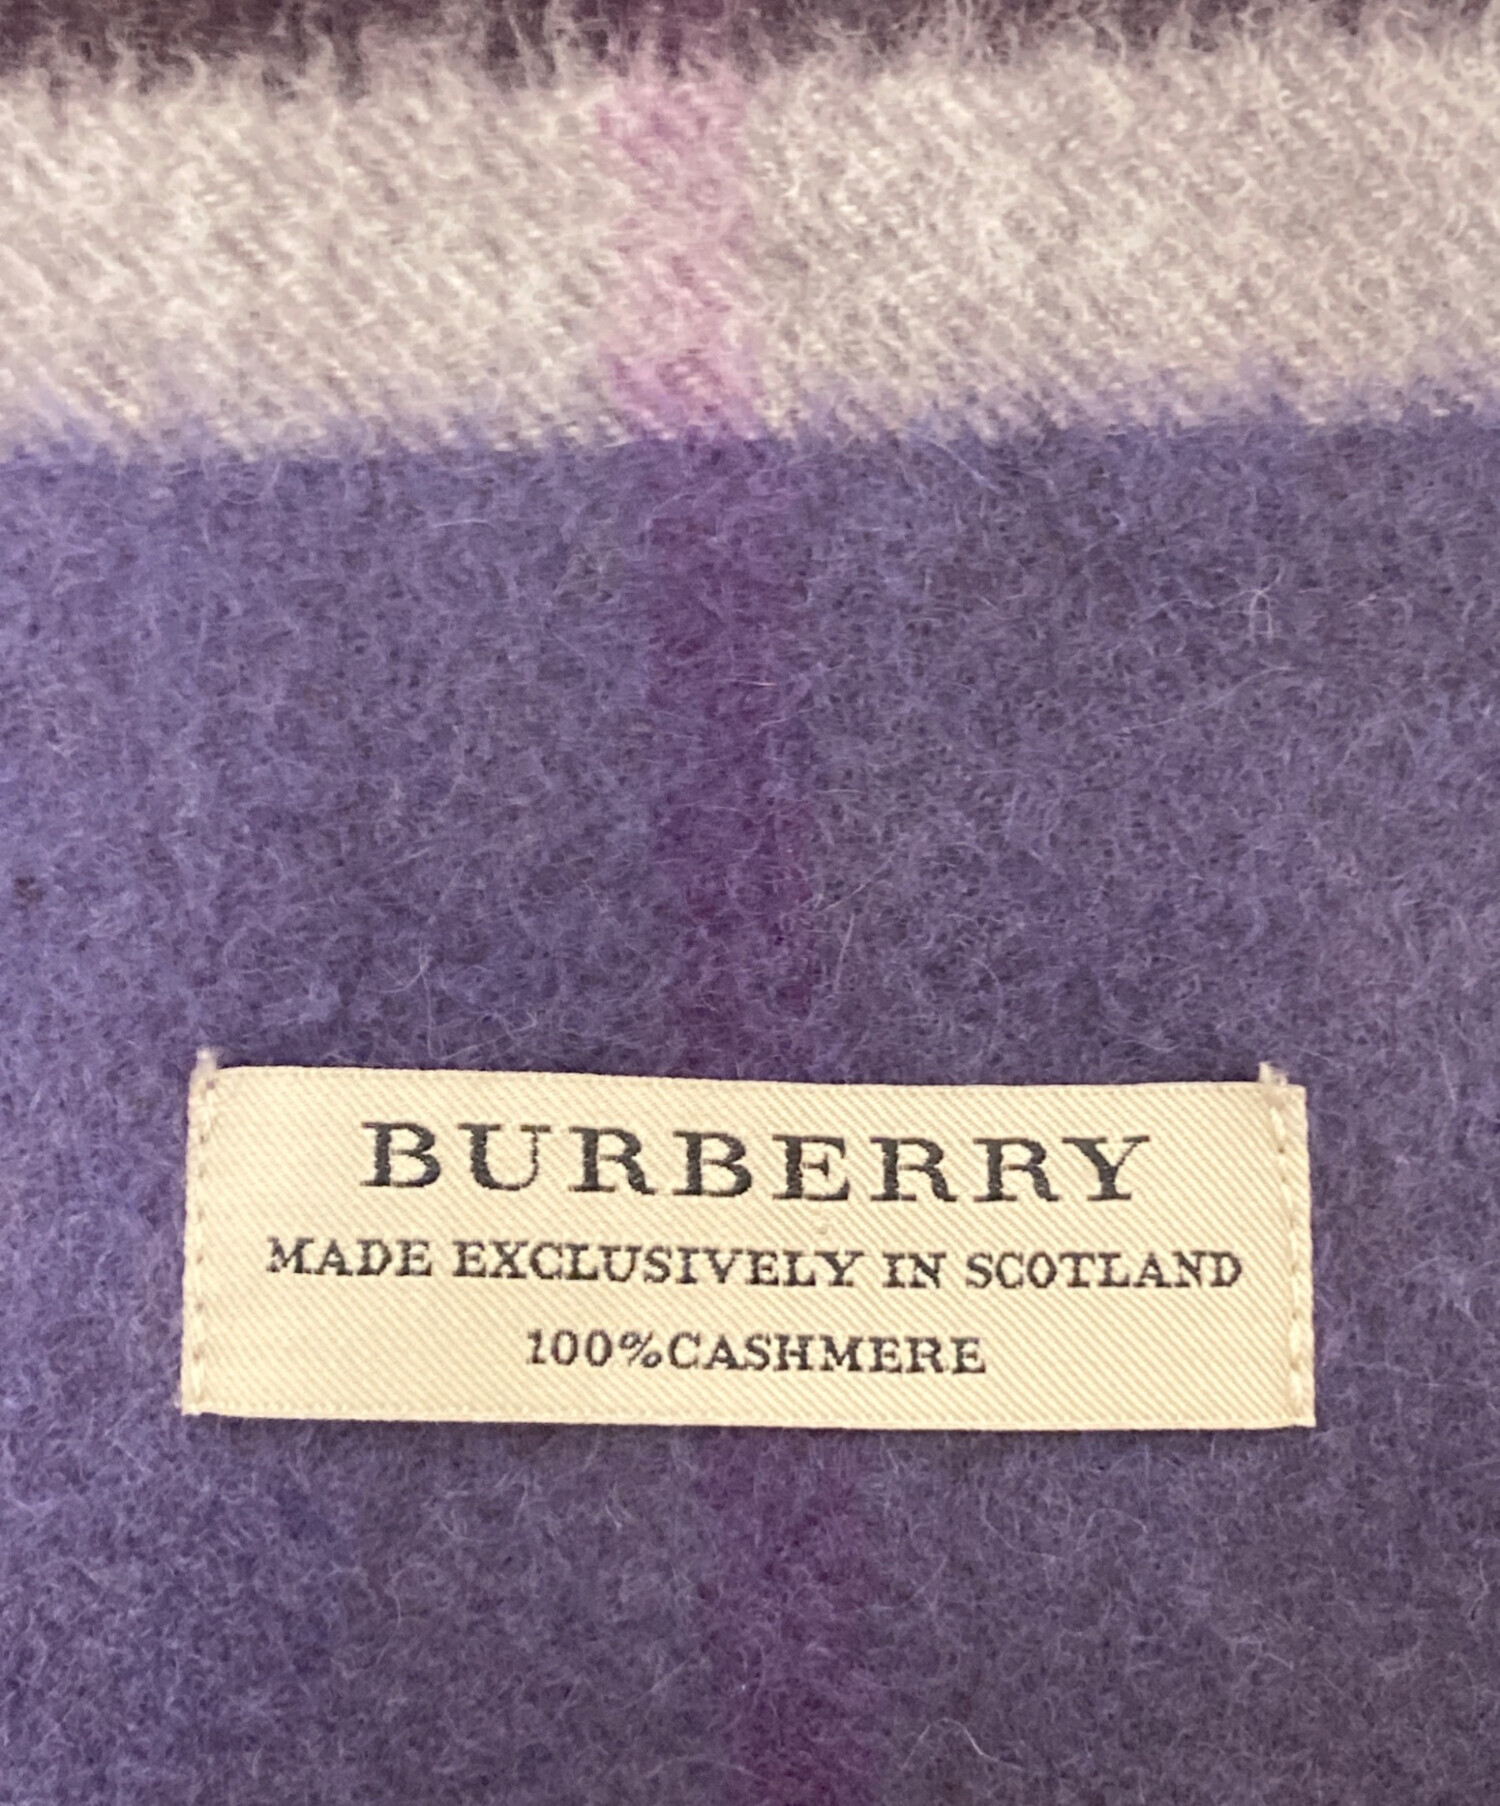 BURBERRY
MADE EXCLUSIVELY IN SCOTLAND
100%CASHMERE